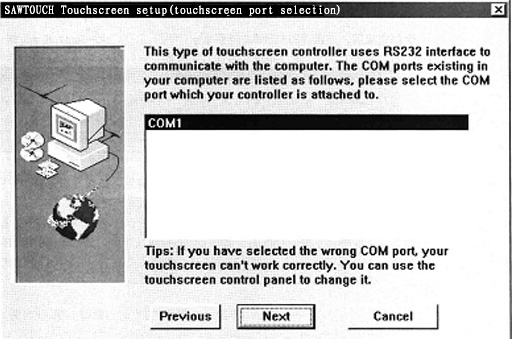 SAWTOUCH Touchscreen setup(touchscreen port selection)
This type of touchscreen controller uses RS232 interface to
communicate with the computer. The COM ports existing in
your computer are listed as follows, please select the COM
port which your controller is attached to.
COM1
Tips: If you have selected the wrong COM port, your
touchscreen can't work correctly. You can use the
touchscreen control panel to change it.
Previous
Next
Cancel